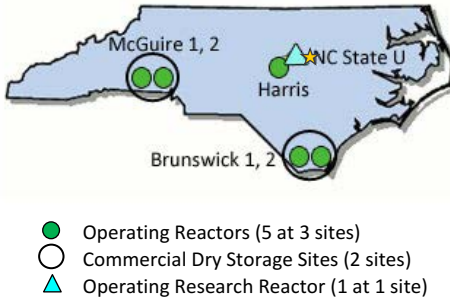 McGuire 1, 2
NC State U
Harris
Brunswick 1, 2
Operating Reactors (5 at 3 sites)
Commercial Dry Storage Sites (2 sites)
Operating Research Reactor (1 at 1 site)